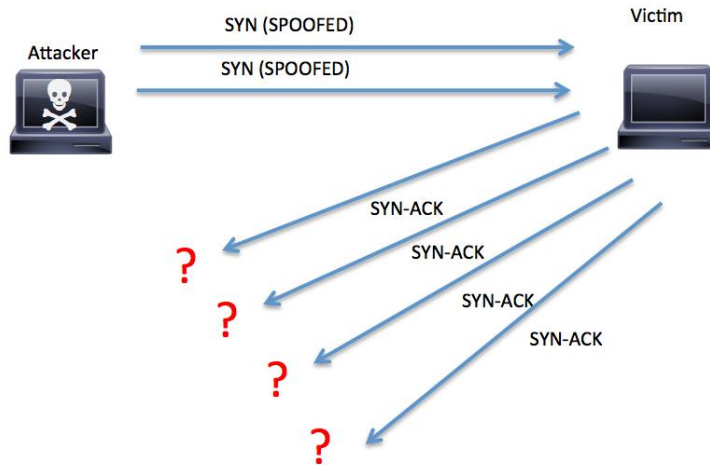 SYN (SPOOFED)
Victim
Attacker
SYN (SPOOFED)
SYN-ACK
?
SYN-ACK
?
SYN-ACK
?
SYN-ACK
?